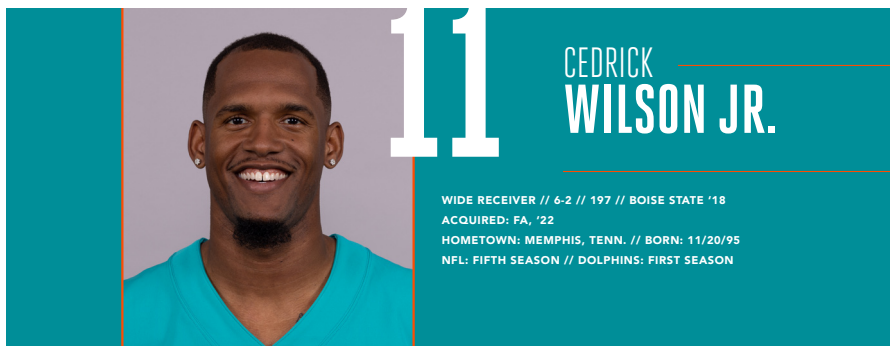 11
CEDRICK
WILSON JR.
WIDE RECEIVER // 6-2 // 197 // BOISE STATE ’18
ACQUIRED: FA, ’22
HOMETOWN: MEMPHIS, TENN. // BORN: 11/20/95
NFL: FIFTH SEASON // DOLPHINS: FIRST SEASON